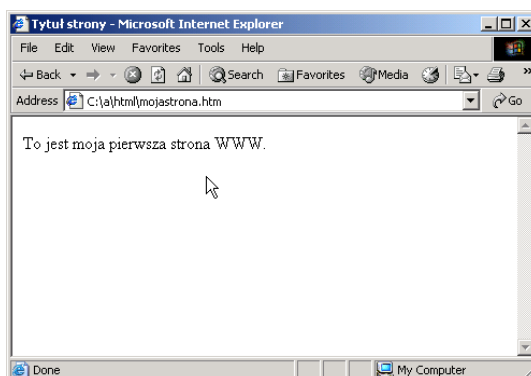 Tytuł strony - Microsoft Internet Explorer
File Edit View Favorites Tools Help
Back Search Favorites Media »
Address C:\a\html\mojastrona.htm Go
To jest moja pierwsza strona WWW.
Done My Computer